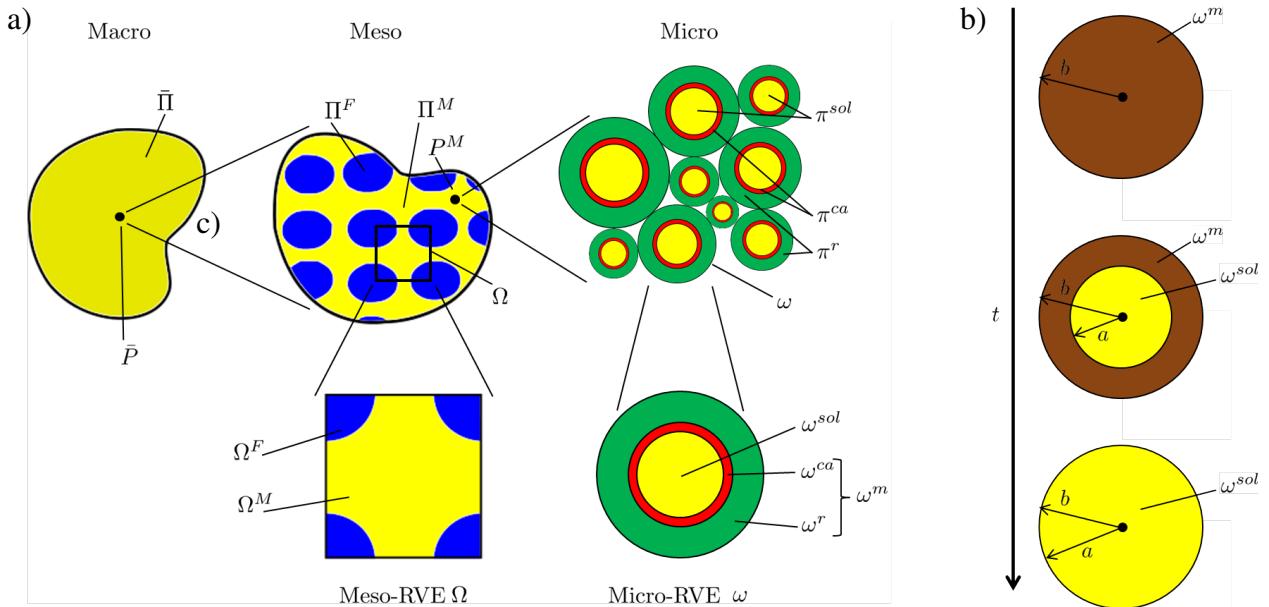 a)
Macro
Meso
Micro
b)
Π̄
Π^F
Π^M
P^M
π^{sol}
π^{ca}
π^r
c)
Ω
ω
P̄
Ω^F
Ω^M
ω^{sol}
ω^{ca}
ω^m
ω^r
Meso-RVE Ω
Micro-RVE ω
ω^m
b
t
ω^m
ω^{sol}
b
a
ω^{sol}
b
a